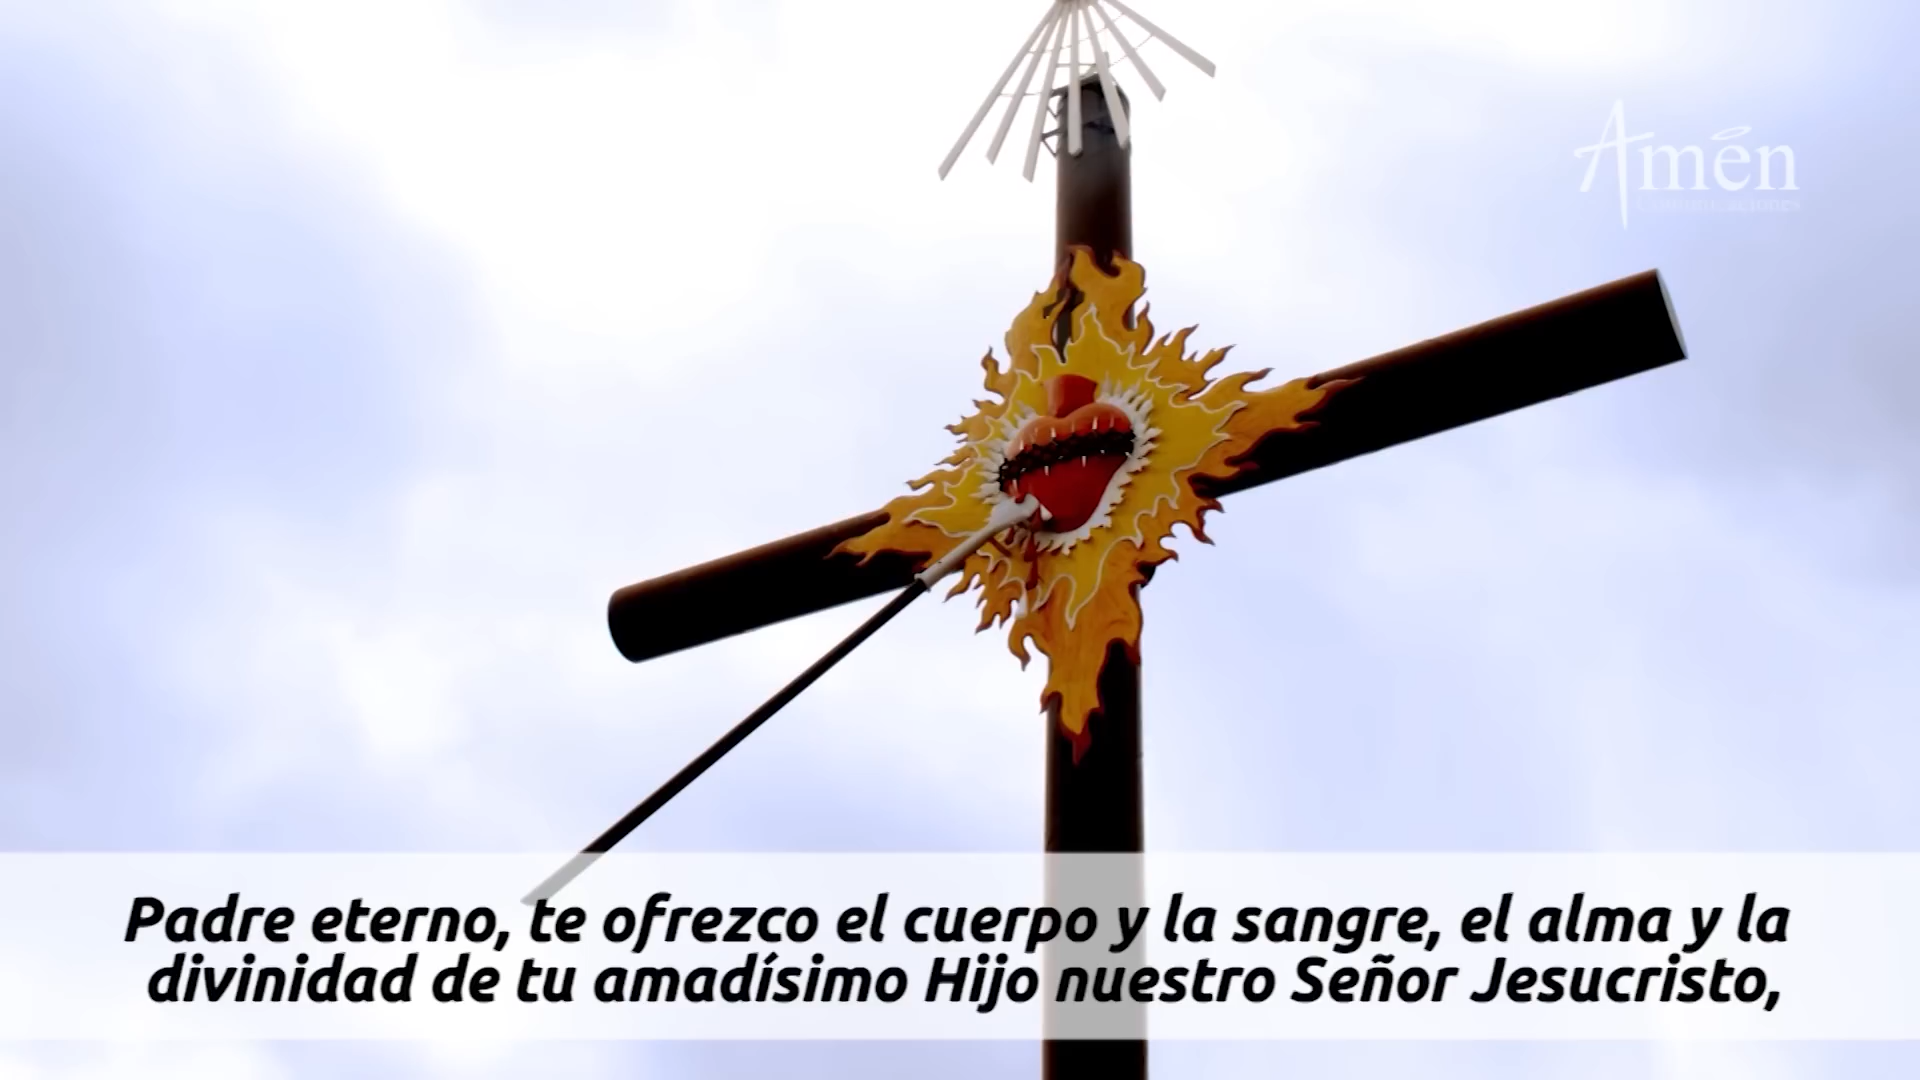 Amén
Comunicaciones
Padre eterno, te ofrezco el cuerpo y la sangre, el alma y la
divinidad de tu amadísimo Hijo nuestro Señor Jesucristo,